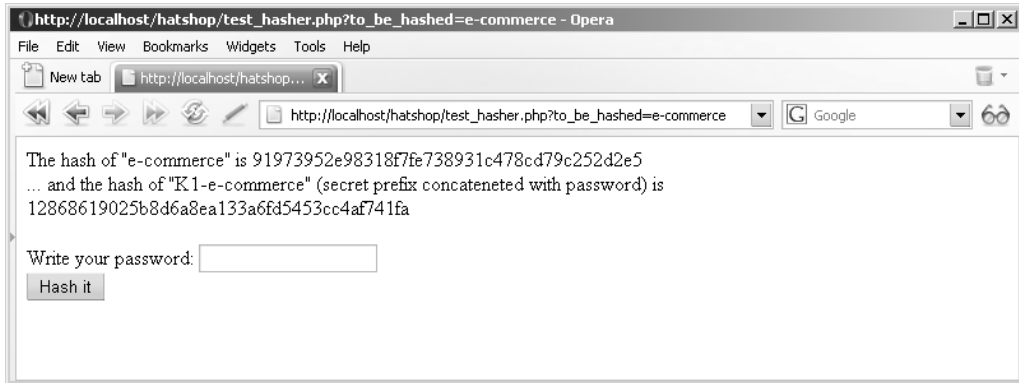 http://localhost/hatshop/test_hasher.php?to_be_hashed=e-commerce - Opera
File Edit View Bookmarks Widgets Tools Help
New tab http://localhost/hatshop...
http://localhost/hatshop/test_hasher.php?to_be_hashed=e-commerce G Google
The hash of "e-commerce" is 91973952e98318f7fe738931c478cd79c252d2e5
... and the hash of "K1-e-commerce" (secret prefix concateneted with password) is
12868619025b8d6a8ea133a6fd5453cc4af741fa
Write your password:
Hash it